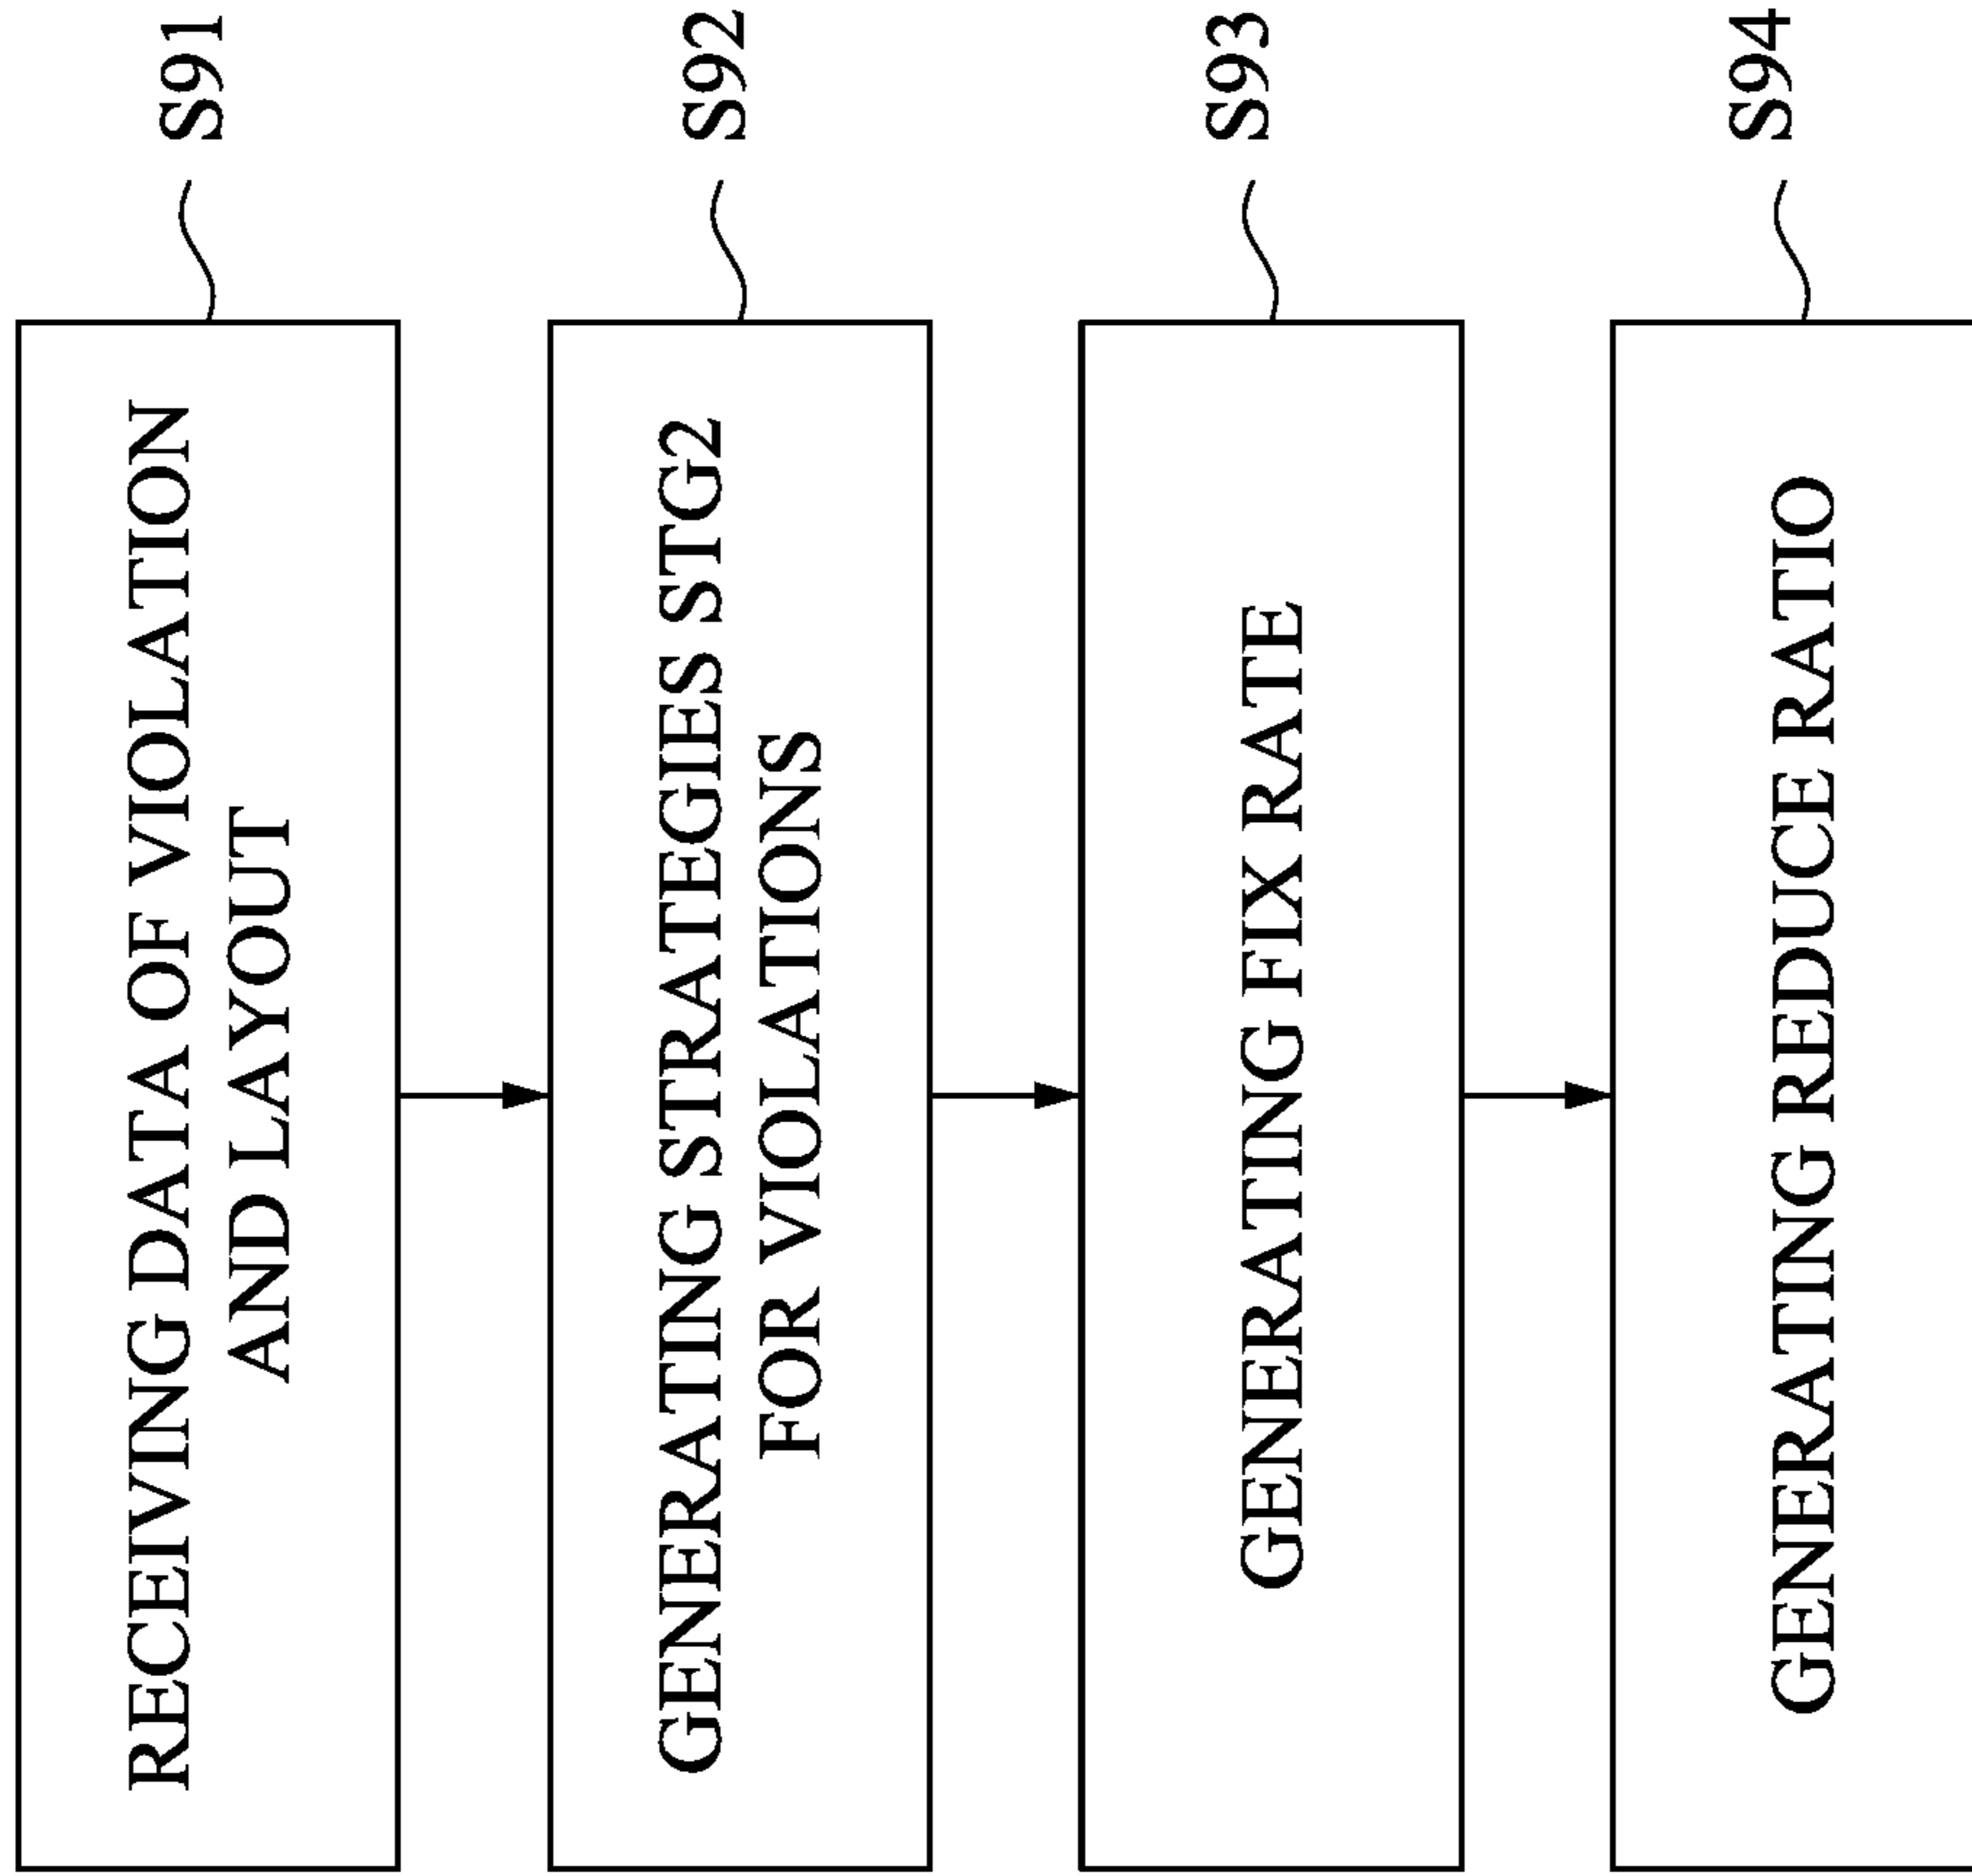 RECEIVING DATA OF VIOLATION
AND LAYOUT
S91
GENERATING STRATEGIES STG2
FOR VIOLATIONS
S92
GENERATING FIX RATE
S93
GENERATING REDUCE RATIO
S94